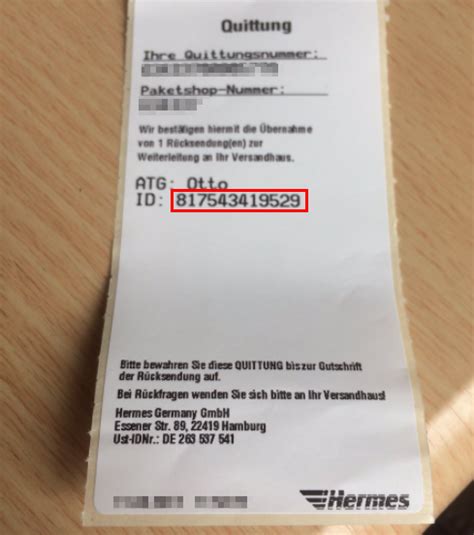 Quittung
Ihre Quittungsnummer:
Paketshop-Nummer:
Wir bestätigen hiermit die Übernahme
von 1 Rücksendung(en) zur
Weiterleitung an Ihr Versandhaus.
ATG: Otto
ID: 817543419529
Bitte bewahren Sie diese QUITTUNG bis zur Gutschrift
der Rücksendung auf.
Bei Rückfragen wenden Sie sich bitte an Ihr Versandhaus!
Hermes Germany GmbH
Essener Str. 89, 22419 Hamburg
Ust-IDNr.: DE 263 537 541
Hermes